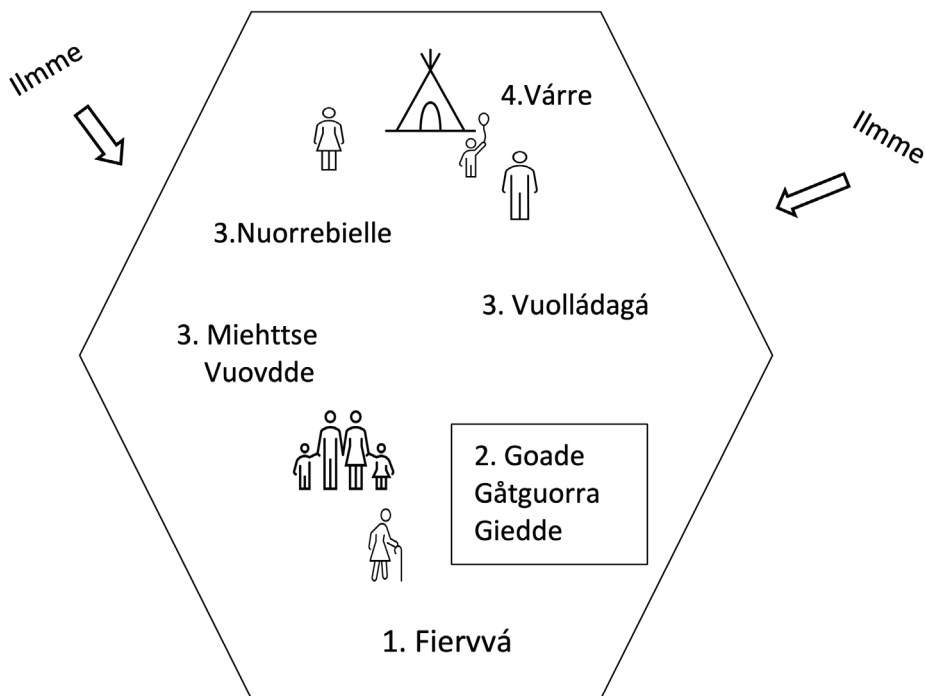 Ilmme
4.Várre
Ilmme
3.Nuorrebielle
3. Vuolládagá
3. Miehttse
Vuovdde
2. Goade
Gåtguorra
Giedde
1. Fiervvá